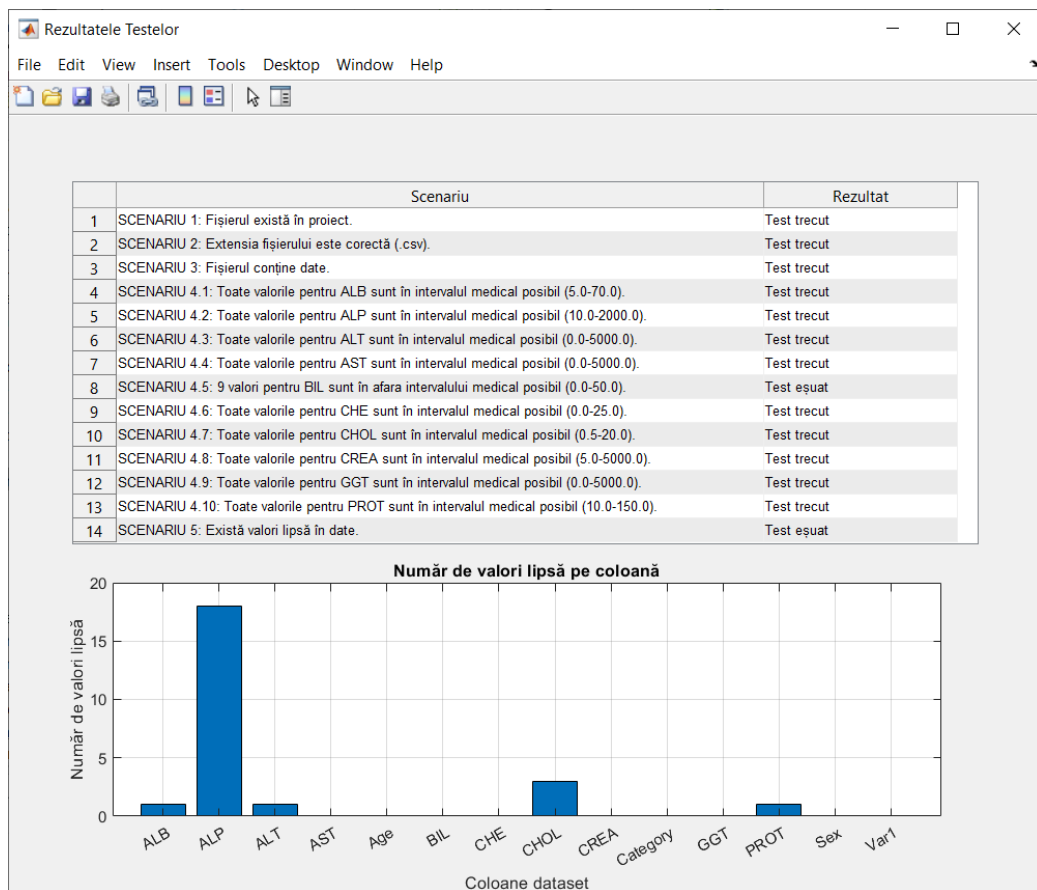 Rezultatele Testelor
File Edit View Insert Tools Desktop Window Help
Scenariu Rezultat
1 SCENARIU 1: Fișierul există în proiect. Test trecut
2 SCENARIU 2: Extensia fișierului este corectă (.csv). Test trecut
3 SCENARIU 3: Fișierul conține date. Test trecut
4 SCENARIU 4.1: Toate valorile pentru ALB sunt în intervalul medical posibil (5.0-70.0). Test trecut
5 SCENARIU 4.2: Toate valorile pentru ALP sunt în intervalul medical posibil (10.0-2000.0). Test trecut
6 SCENARIU 4.3: Toate valorile pentru ALT sunt în intervalul medical posibil (0.0-5000.0). Test trecut
7 SCENARIU 4.4: Toate valorile pentru AST sunt în intervalul medical posibil (0.0-5000.0). Test trecut
8 SCENARIU 4.5: 9 valori pentru BIL sunt în afara intervalului medical posibil (0.0-50.0). Test eșuat
9 SCENARIU 4.6: Toate valorile pentru CHE sunt în intervalul medical posibil (0.0-25.0). Test trecut
10 SCENARIU 4.7: Toate valorile pentru CHOL sunt în intervalul medical posibil (0.5-20.0). Test trecut
11 SCENARIU 4.8: Toate valorile pentru CREA sunt în intervalul medical posibil (5.0-5000.0). Test trecut
12 SCENARIU 4.9: Toate valorile pentru GGT sunt în intervalul medical posibil (0.0-5000.0). Test trecut
13 SCENARIU 4.10: Toate valorile pentru PROT sunt în intervalul medical posibil (10.0-150.0). Test trecut
14 SCENARIU 5: Există valori lipsă în date. Test eșuat
Număr de valori lipsă pe coloană
Număr de valori lipsă
20
15
10
5
0
ALB ALP ALT AST Age BIL CHE CHOL CREA Category GGT PROT Sex Var1
Coloane dataset